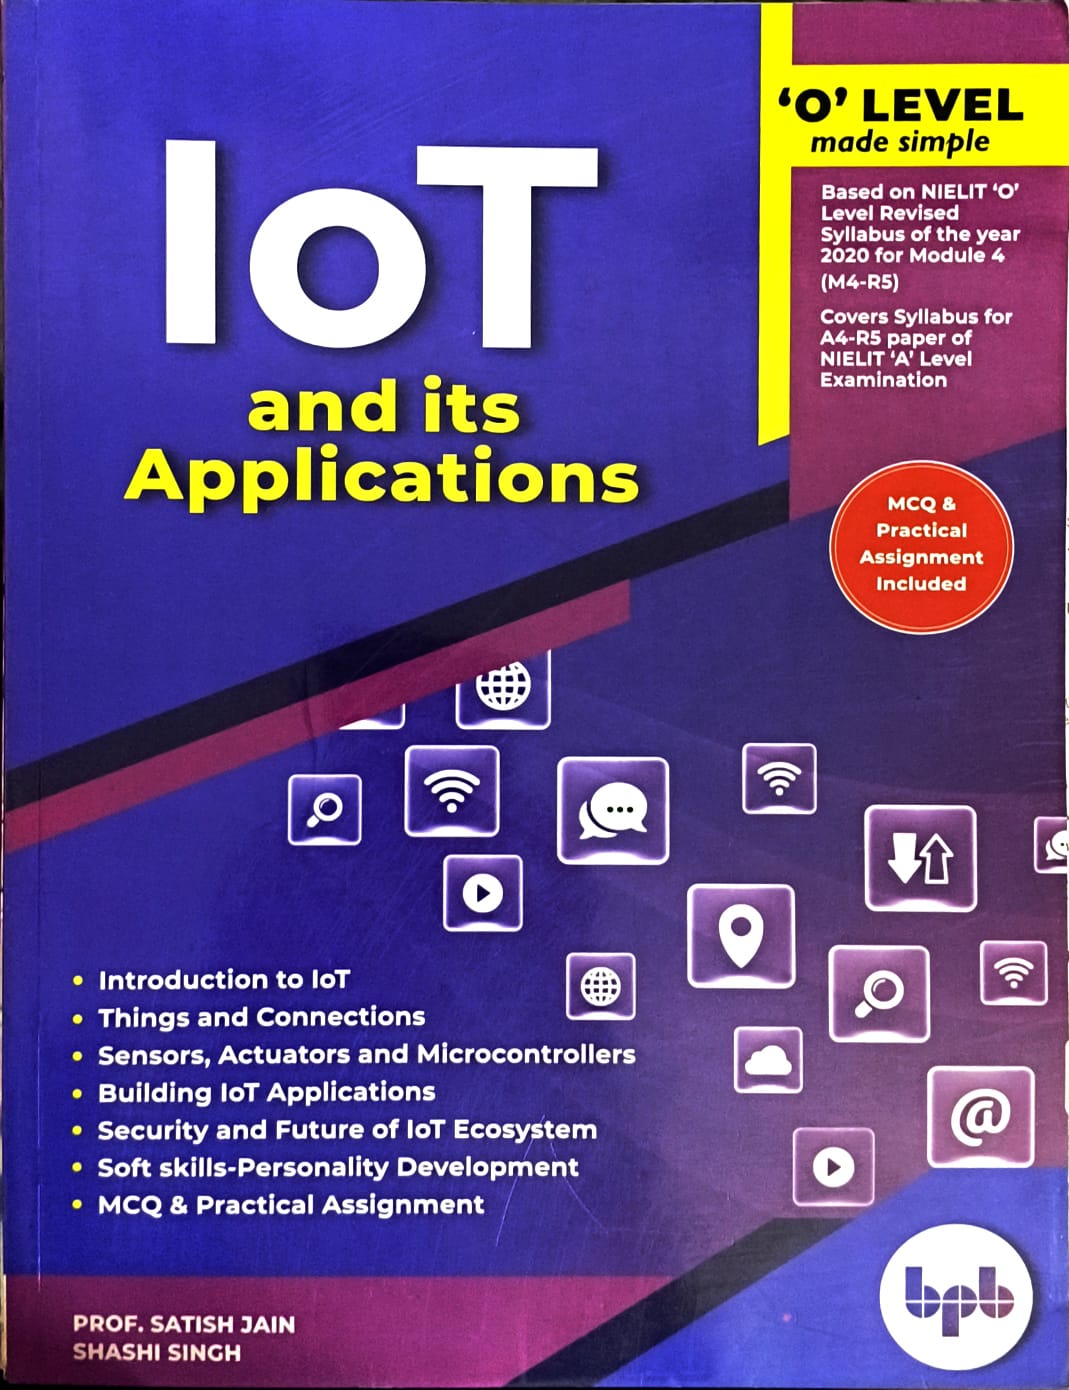 'O' LEVEL
made simple
IoT
and its
Applications
Based on NIELIT 'O'
Level Revised
Syllabus of the year
2020 for Module 4
(M4-R5)
Covers Syllabus for
A4-R5 paper of
NIELIT 'A' Level
Examination
MCQ &
Practical
Assignment
Included
@
• Introduction to IoT
• Things and Connections
• Sensors, Actuators and Microcontrollers
• Building IoT Applications
• Security and Future of IoT Ecosystem
• Soft skills-Personality Development
• MCQ & Practical Assignment
PROF. SATISH JAIN
SHASHI SINGH
bpb